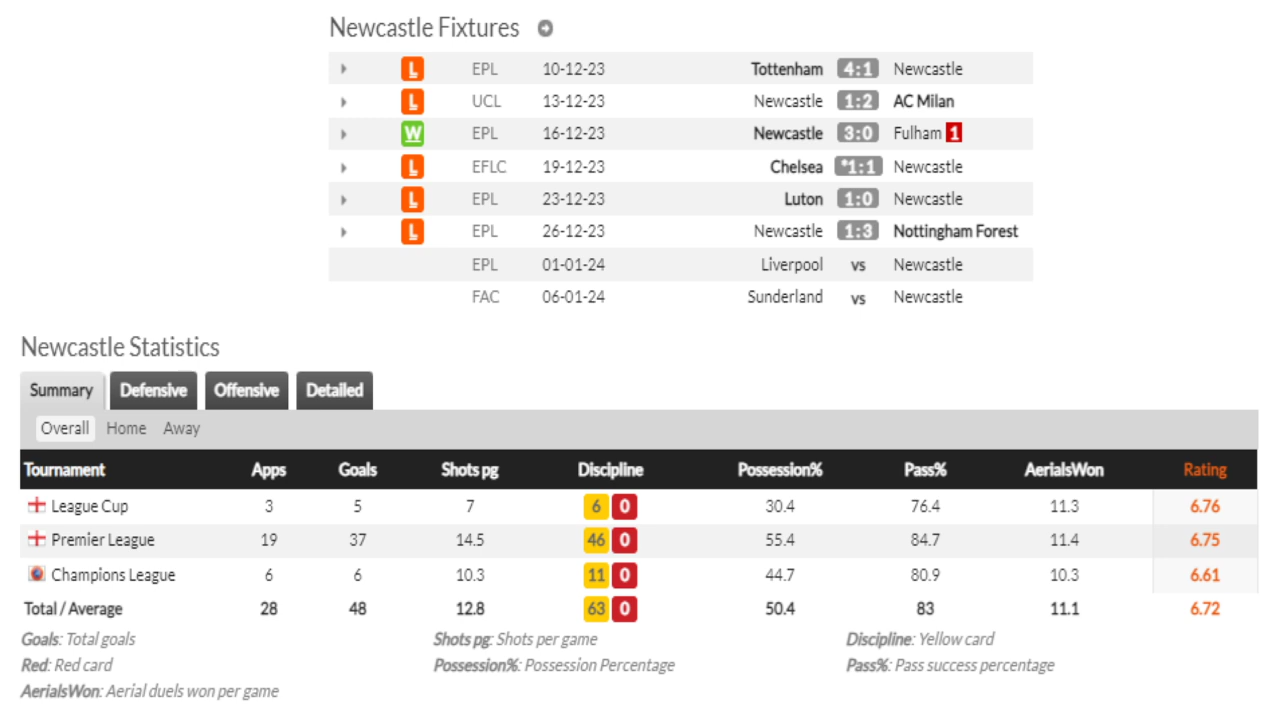 Newcastle Fixtures
L EPL 10-12-23 Tottenham 4:1 Newcastle
L UCL 13-12-23 Newcastle 1:2 AC Milan
W EPL 16-12-23 Newcastle 3:0 Fulham 1
L EFLC 19-12-23 Chelsea *1:1 Newcastle
L EPL 23-12-23 Luton 1:0 Newcastle
L EPL 26-12-23 Newcastle 1:3 Nottingham Forest
EPL 01-01-24 Liverpool vs Newcastle
FAC 06-01-24 Sunderland vs Newcastle
Newcastle Statistics
Summary Defensive Offensive Detailed
Overall Home Away
Tournament Apps Goals Shots pg Discipline Possession% Pass% AerialsWon Rating
League Cup 3 5 7 6 0 30.4 76.4 11.3 6.76
Premier League 19 37 14.5 46 0 55.4 84.7 11.4 6.75
Champions League 6 6 10.3 11 0 44.7 80.9 10.3 6.61
Total / Average 28 48 12.8 63 0 50.4 83 11.1 6.72
Goals: Total goals Shots pg: Shots per game Discipline: Yellow card
Red: Red card Possession%: Possession Percentage Pass%: Pass success percentage
AerialsWon: Aerial duels won per game